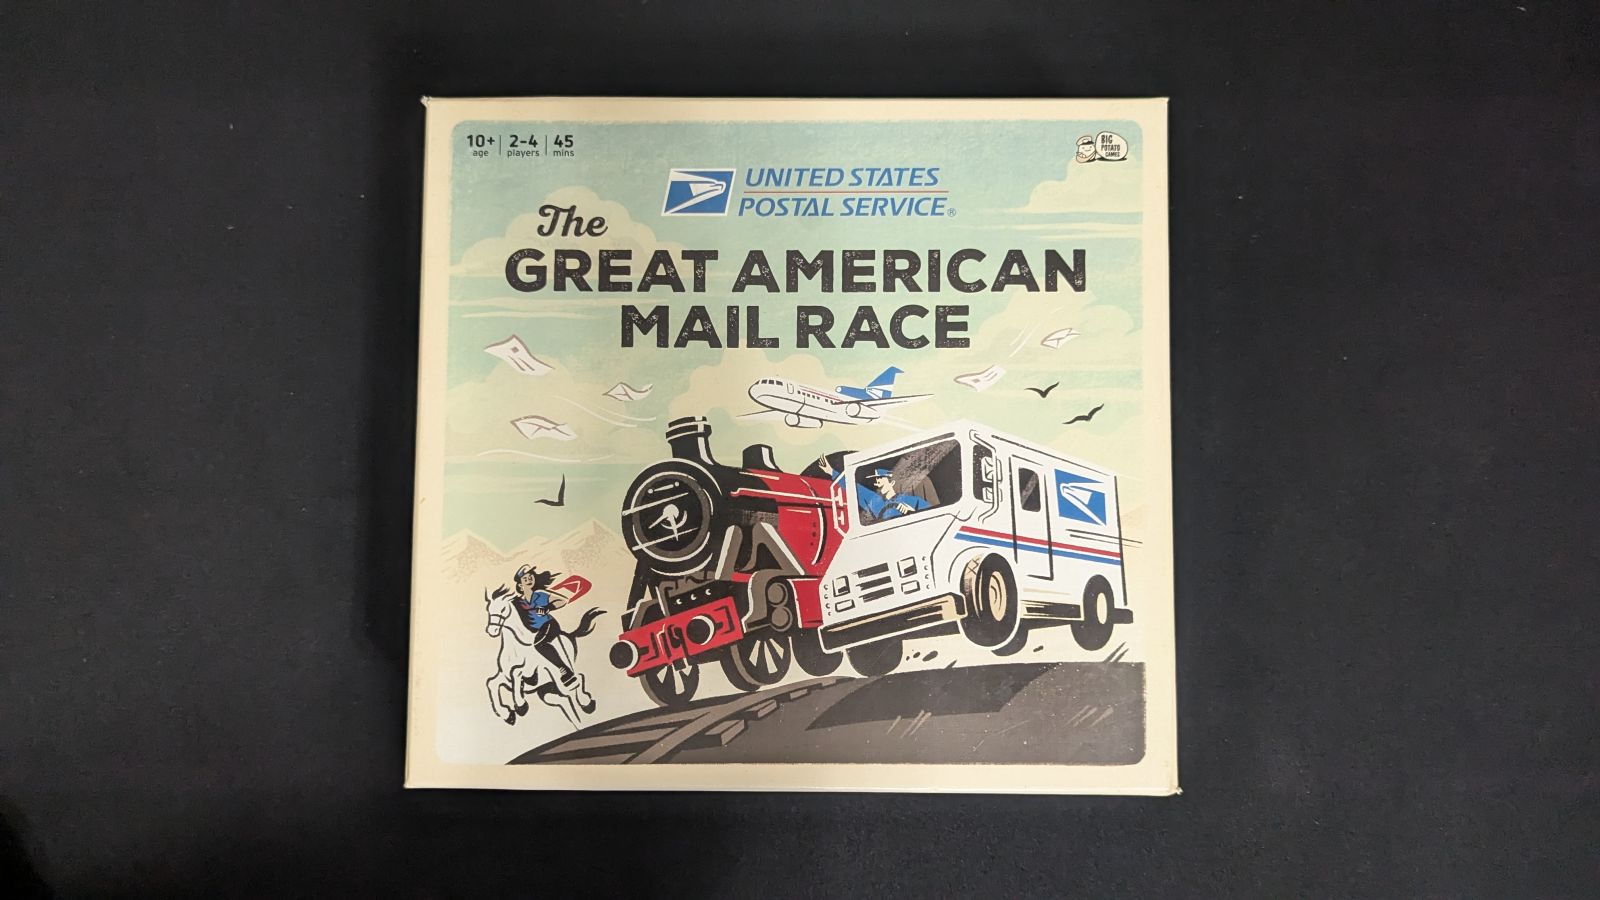 10+ | 2-4 | 45
age players mins
BIG
POTATO
GAMES
UNITED STATES
POSTAL SERVICE®
The
GREAT AMERICAN
MAIL RACE